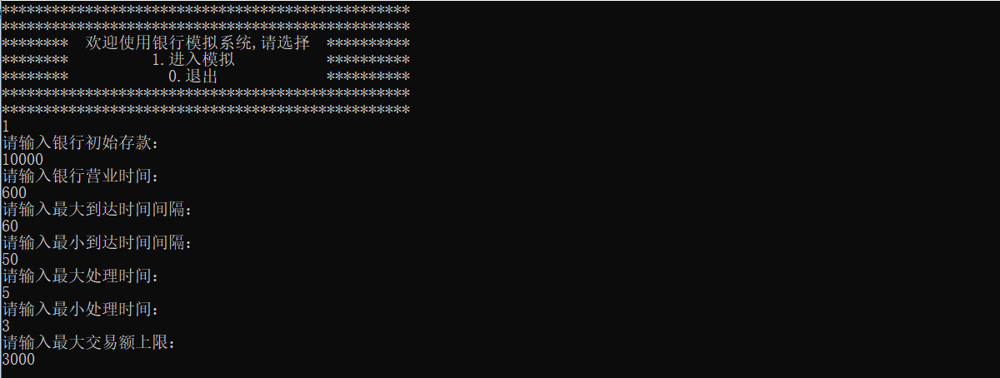 *************************************************
*************************************************
********  欢迎使用银行模拟系统,请选择  **********
********          1.进入模拟           **********
********            0.退出             **********
*************************************************
*************************************************
1
请输入银行初始存款:
10000
请输入银行营业时间:
600
请输入最大到达时间间隔:
60
请输入最小到达时间间隔:
50
请输入最大处理时间:
5
请输入最小处理时间:
3
请输入最大交易额上限:
3000